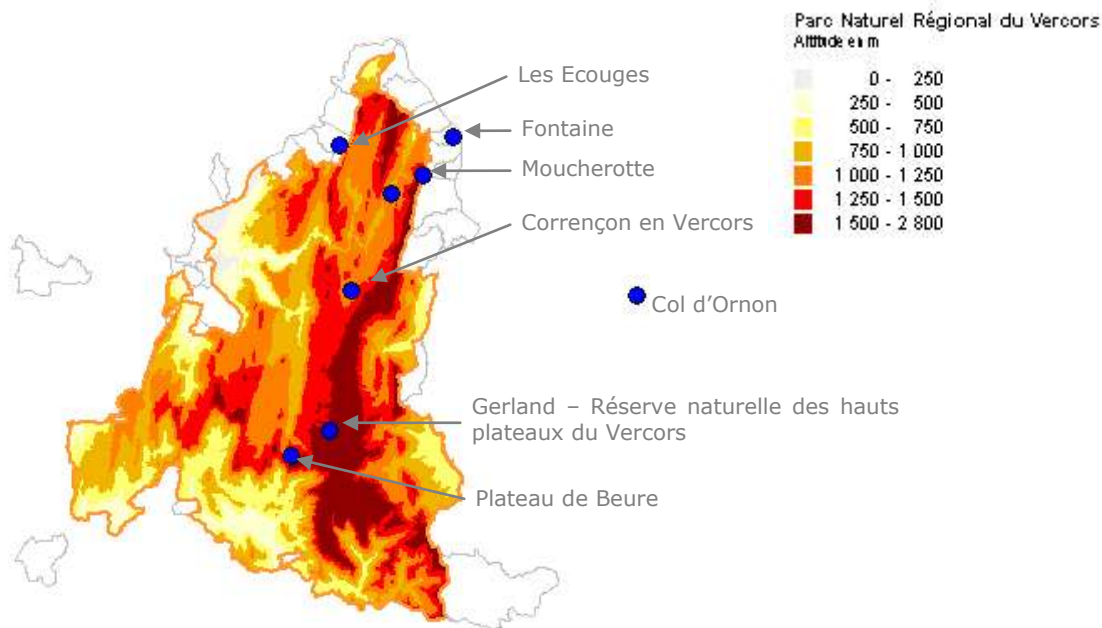 Parc Naturel Régional du Vercors
Altitude en m
0 - 250
250 - 500
500 - 750
750 - 1 000
1 000 - 1 250
1 250 - 1 500
1 500 - 2 800
Les Ecouges
Fontaine
Moucherotte
Corrençon en Vercors
Col d'Ornon
Gerland – Réserve naturelle des hauts
plateaux du Vercors
Plateau de Beure